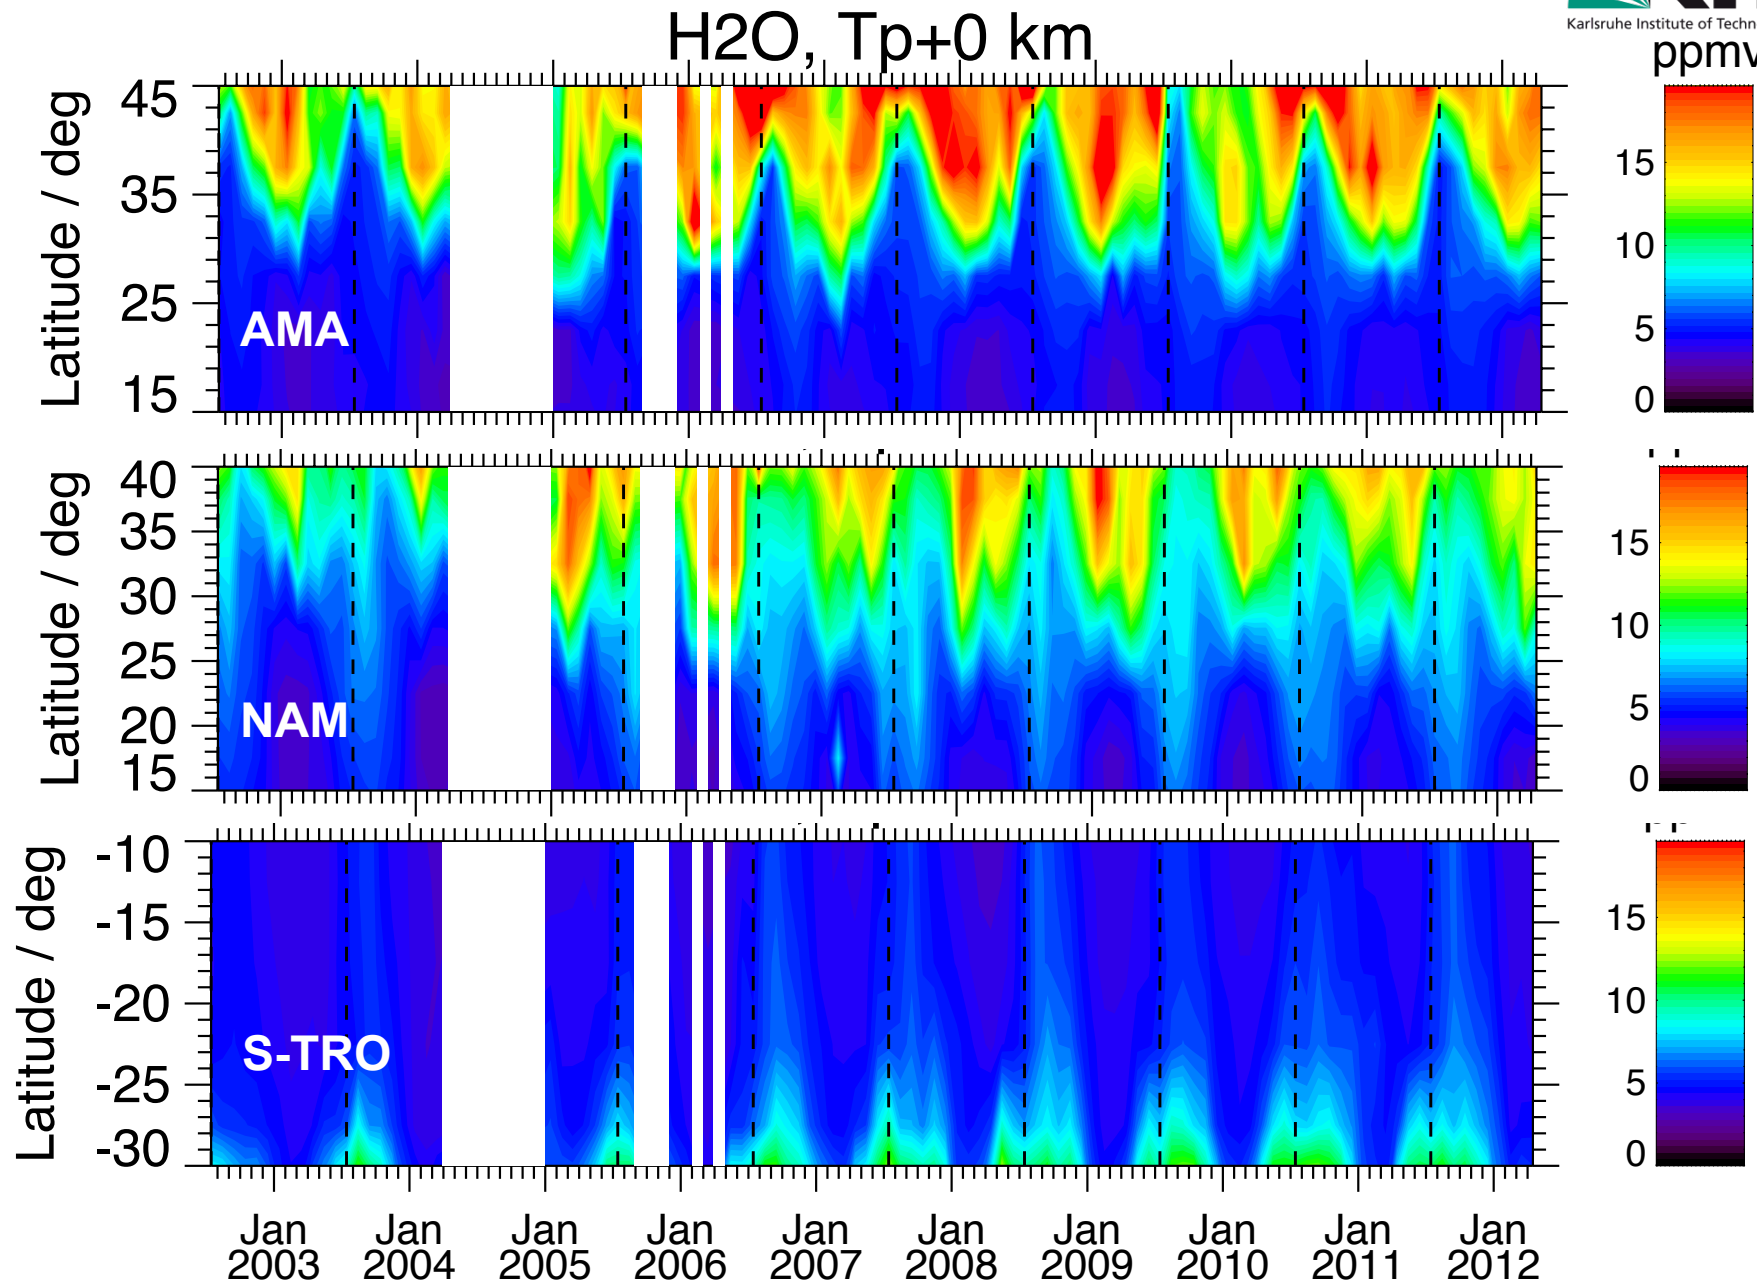 H2O, Tp+0 km
Karlsruhe Institute of Techn
ppmv
Latitude / deg
45
35
25
15
AMA
15
10
5
0
Latitude / deg
40
35
30
25
20
15
NAM
15
10
5
0
Latitude / deg
-10
-15
-20
-25
-30
S-TRO
15
10
5
0
Jan Jan Jan Jan Jan Jan Jan Jan Jan Jan
2003 2004 2005 2006 2007 2008 2009 2010 2011 2012